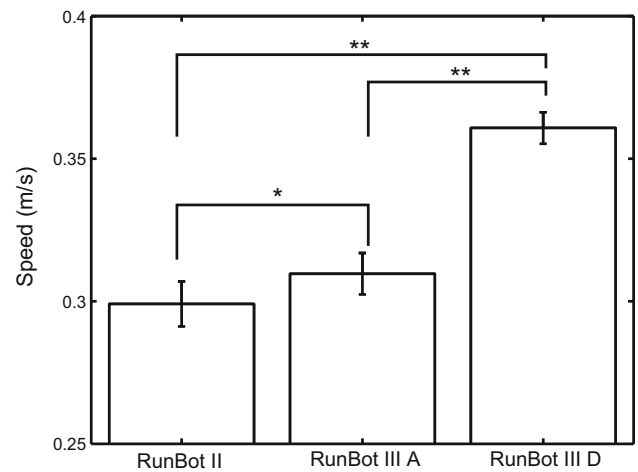 0.4
**
**
0.35
*
0.3
0.25
Speed (m/s)
RunBot II
RunBot III A
RunBot III D